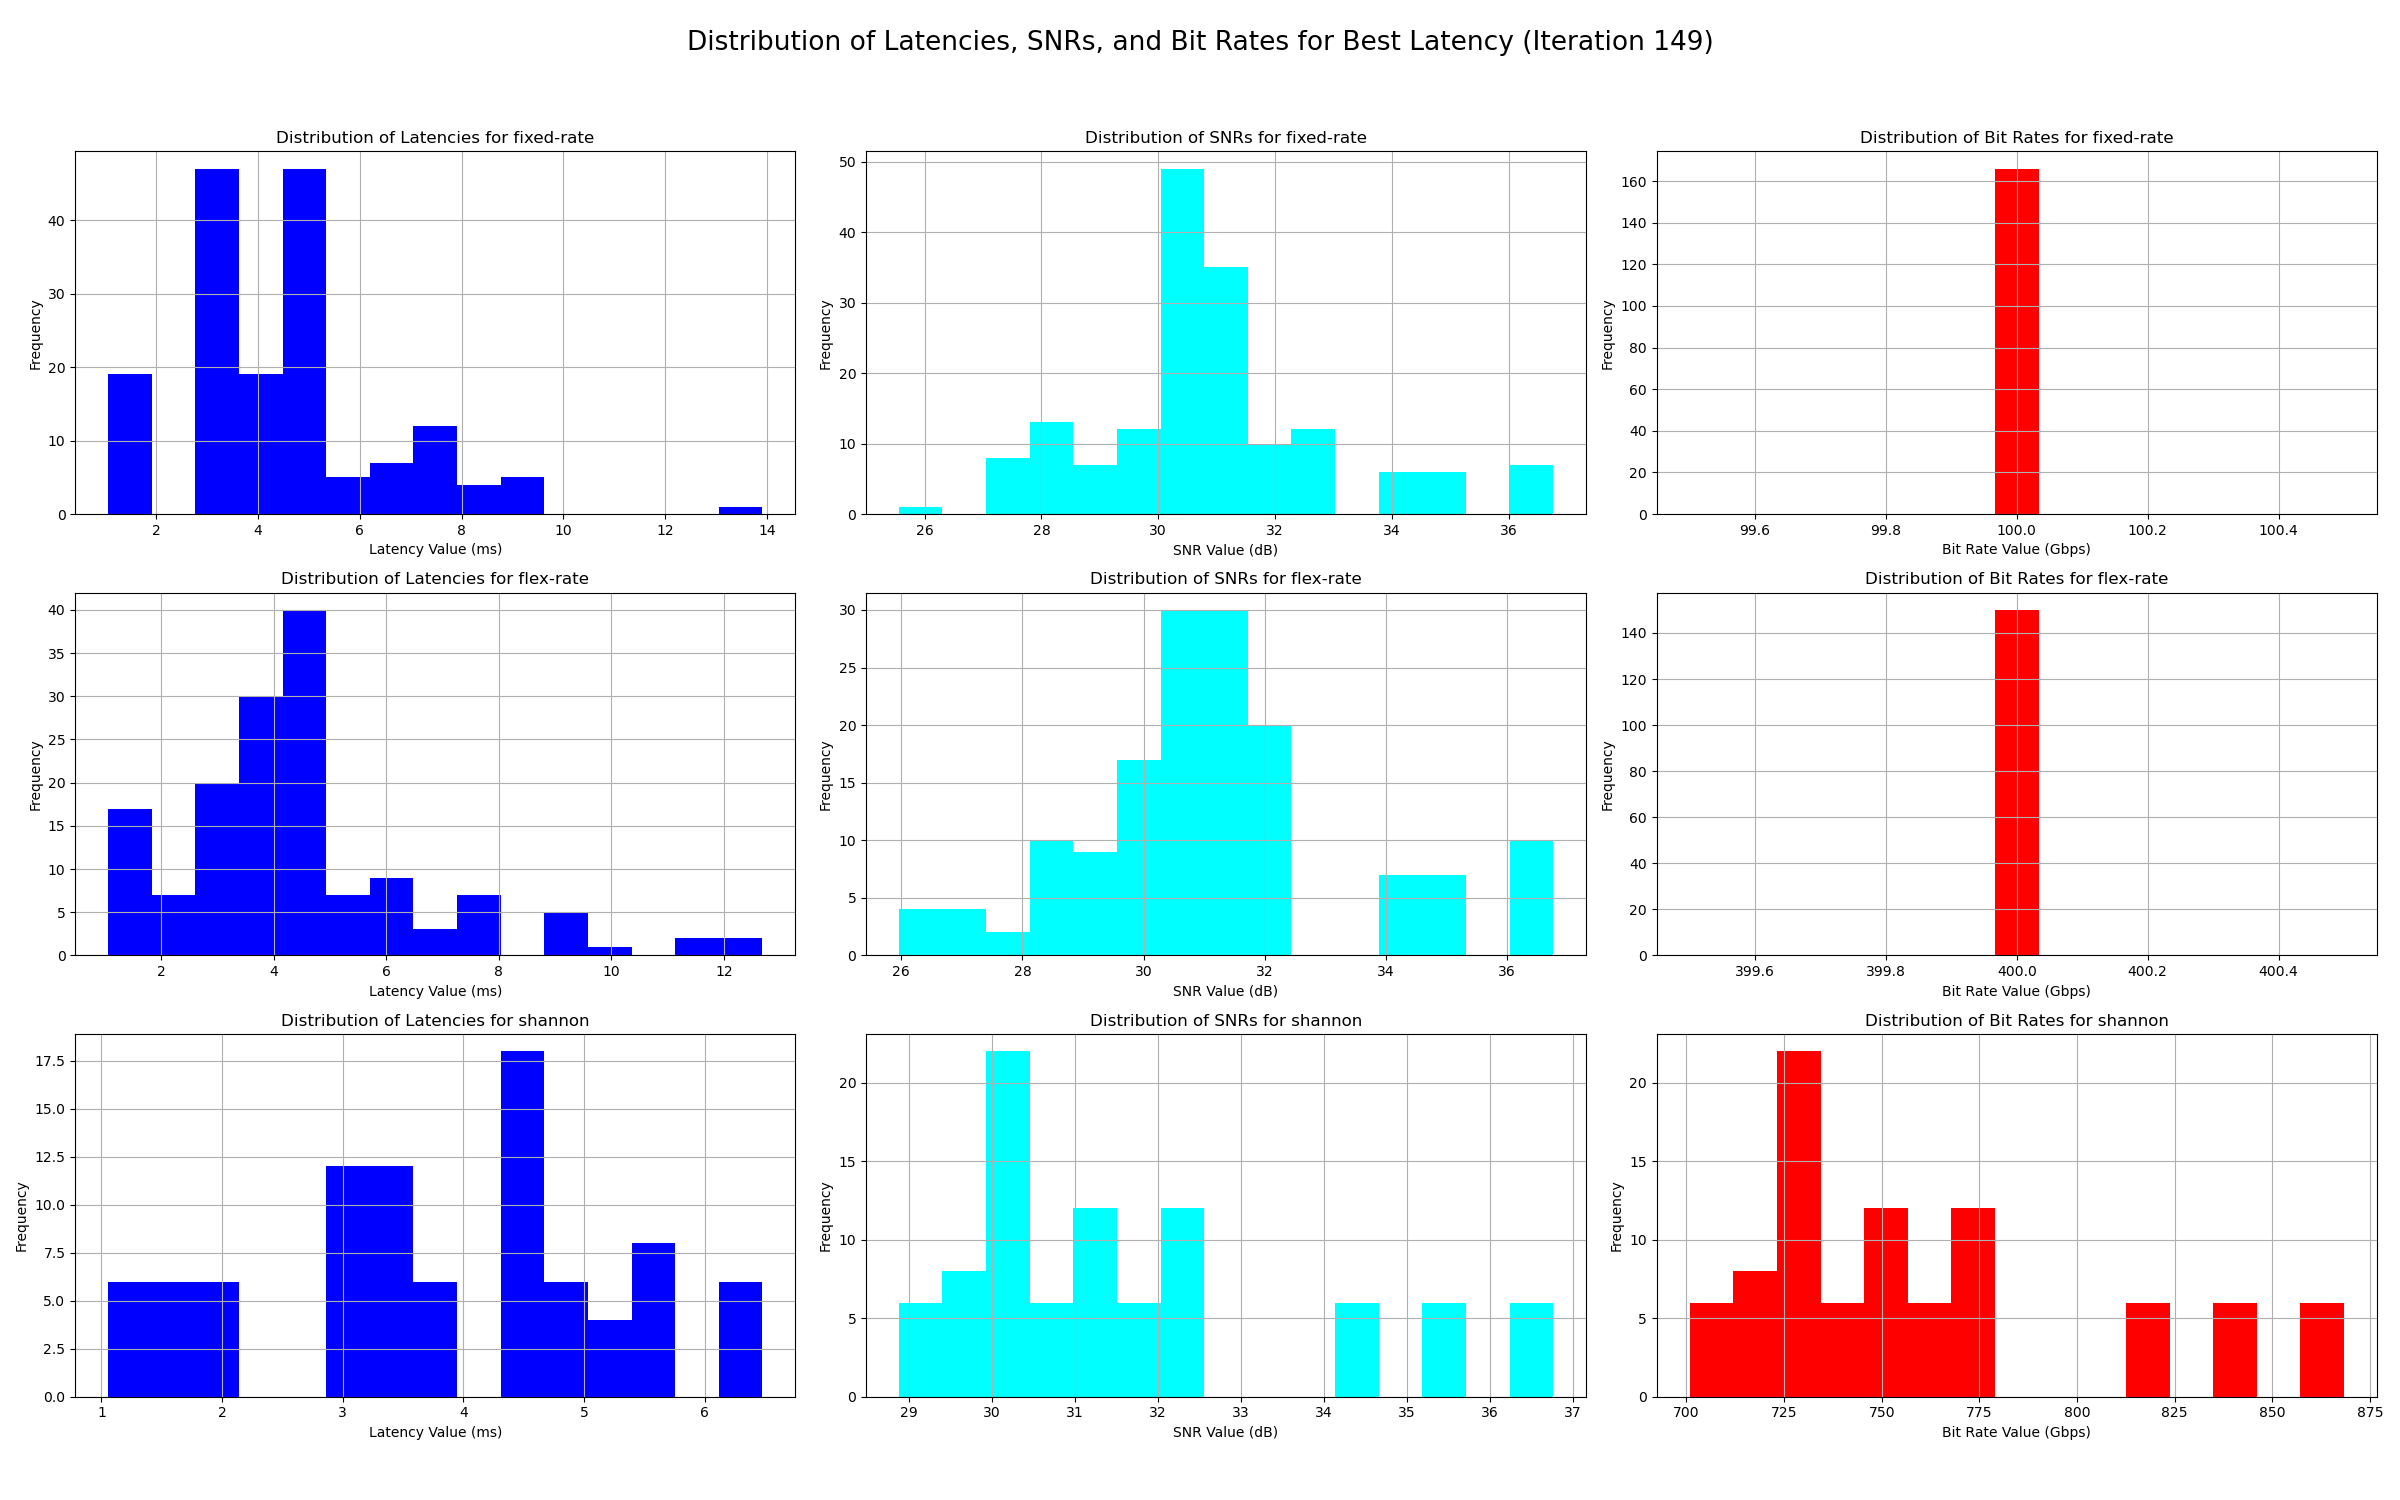 Distribution of Latencies, SNRs, and Bit Rates for Best Latency (Iteration 149)
Distribution of Latencies for fixed-rate
Frequency
0 10 20 30 40
2 4 6 8 10 12 14
Latency Value (ms)
Distribution of SNRs for fixed-rate
Frequency
0 10 20 30 40 50
26 28 30 32 34 36
SNR Value (dB)
Distribution of Bit Rates for fixed-rate
Frequency
0 20 40 60 80 100 120 140 160
99.6 99.8 100.0 100.2 100.4
Bit Rate Value (Gbps)
Distribution of Latencies for flex-rate
Frequency
0 5 10 15 20 25 30 35 40
2 4 6 8 10 12
Latency Value (ms)
Distribution of SNRs for flex-rate
Frequency
0 5 10 15 20 25 30
26 28 30 32 34 36
SNR Value (dB)
Distribution of Bit Rates for flex-rate
Frequency
0 20 40 60 80 100 120 140
399.6 399.8 400.0 400.2 400.4
Bit Rate Value (Gbps)
Distribution of Latencies for shannon
Frequency
0.0 2.5 5.0 7.5 10.0 12.5 15.0 17.5
1 2 3 4 5 6
Latency Value (ms)
Distribution of SNRs for shannon
Frequency
0 5 10 15 20
29 30 31 32 33 34 35 36 37
SNR Value (dB)
Distribution of Bit Rates for shannon
Frequency
0 5 10 15 20
700 725 750 775 800 825 850 875
Bit Rate Value (Gbps)